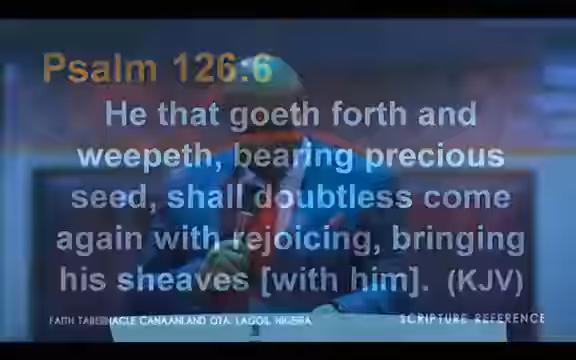 Psalm 126:6
He that goeth forth and
weepeth, bearing precious
seed, shall doubtless come
again with rejoicing, bringing
his sheaves [with him]. (KJV)
FAITH TABERNACLE CANAANLAND OTA. LAGOS, NIGERIA
SCRIPTURE REFERENCE